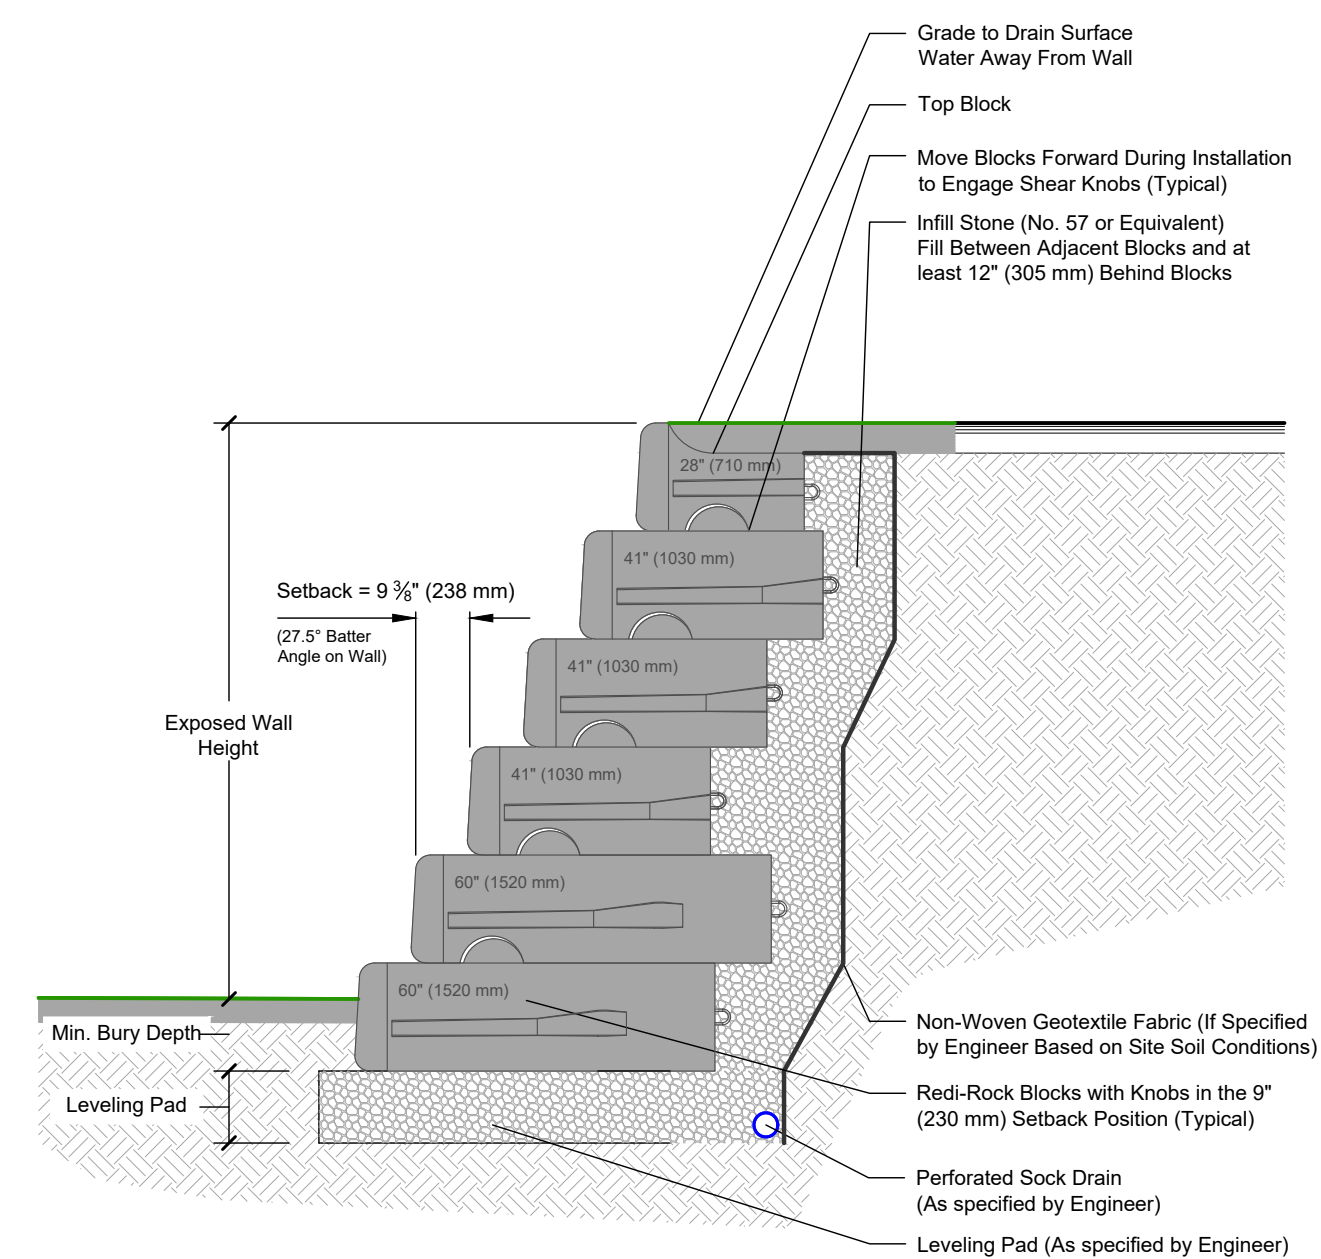 Grade to Drain Surface
Water Away From Wall
Top Block
Move Blocks Forward During Installation
to Engage Shear Knobs (Typical)
Infill Stone (No. 57 or Equivalent)
Fill Between Adjacent Blocks and at
least 12" (305 mm) Behind Blocks
28" (710 mm)
41" (1030 mm)
Setback = 9 ⅜" (238 mm)
(27.5° Batter
Angle on Wall)
41" (1030 mm)
Exposed Wall
Height
41" (1030 mm)
60" (1520 mm)
60" (1520 mm)
Min. Bury Depth
Leveling Pad
Non-Woven Geotextile Fabric (If Specified
by Engineer Based on Site Soil Conditions)
Redi-Rock Blocks with Knobs in the 9"
(230 mm) Setback Position (Typical)
Perforated Sock Drain
(As specified by Engineer)
Leveling Pad (As specified by Engineer)